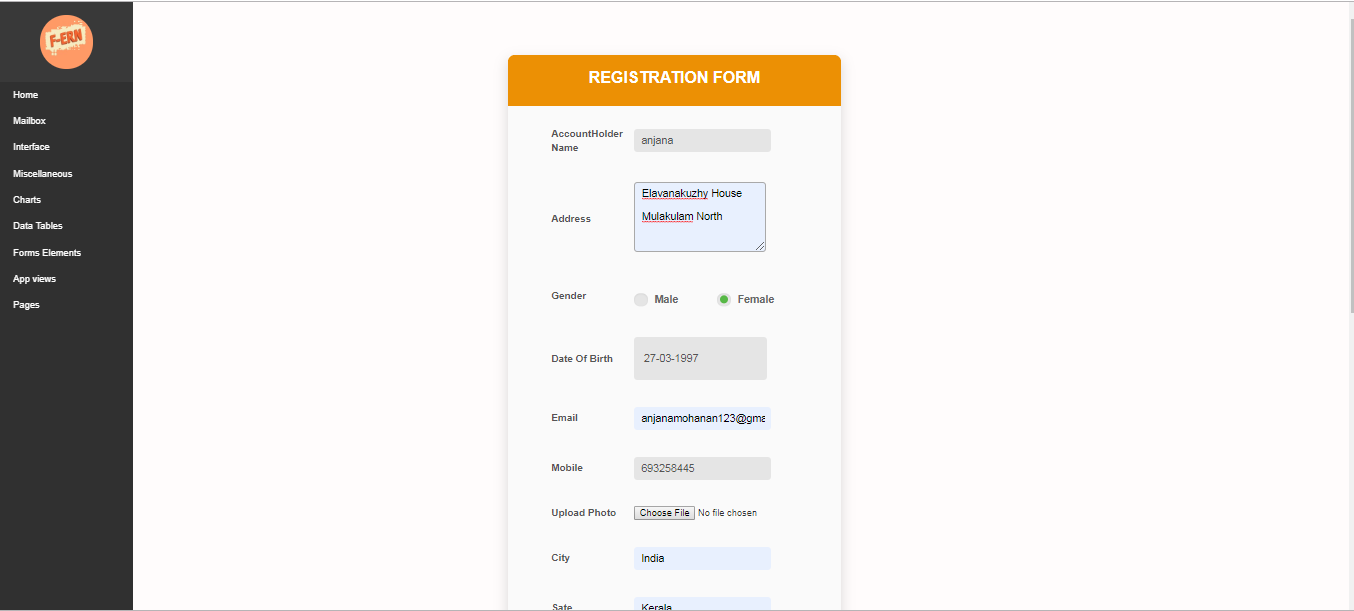 F-ERN
Home
Mailbox
Interface
Miscellaneous
Charts
Data Tables
Forms Elements
App views
Pages
REGISTRATION FORM
AccountHolder
Name
anjana
Address
Elavanakuzhy House
Mulakulam North
Gender
Male
Female
Date Of Birth
27-03-1997
Email
anjanamohanan123@gma
Mobile
693258445
Upload Photo
Choose File No file chosen
City
India
Sate
Kerala